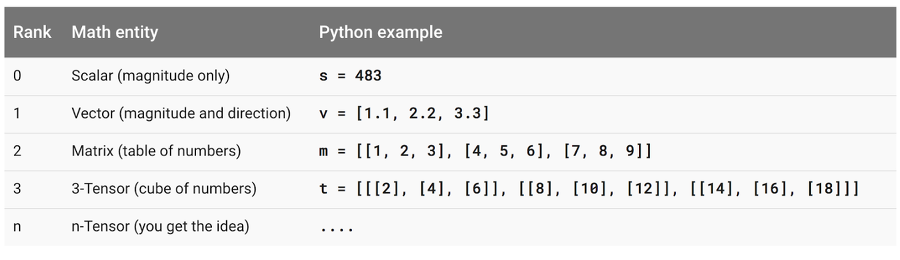 Rank Math entity Python example
0 Scalar (magnitude only) s = 483
1 Vector (magnitude and direction) v = [1.1, 2.2, 3.3]
2 Matrix (table of numbers) m = [[1, 2, 3], [4, 5, 6], [7, 8, 9]]
3 3-Tensor (cube of numbers) t = [[[2], [4], [6]], [[8], [10], [12]], [[14], [16], [18]]]
n n-Tensor (you get the idea) ....